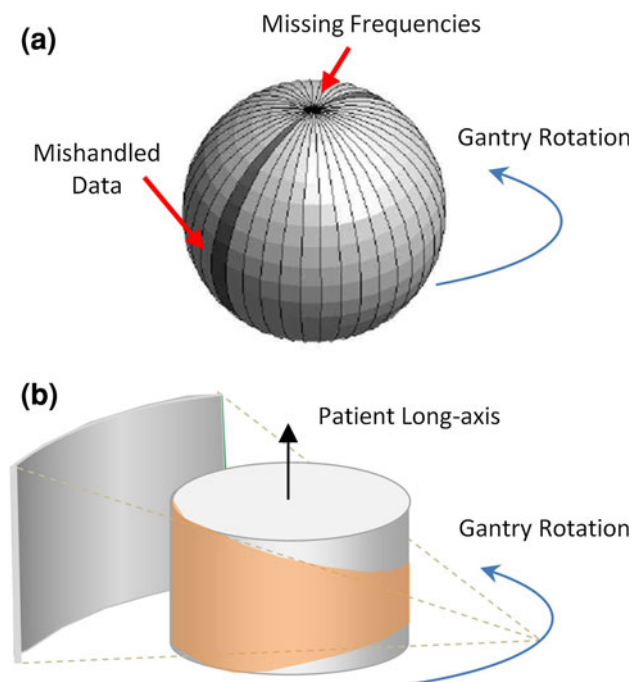 (a)
Missing Frequencies
Mishandled
Data
Gantry Rotation
(b)
Patient Long-axis
Gantry Rotation